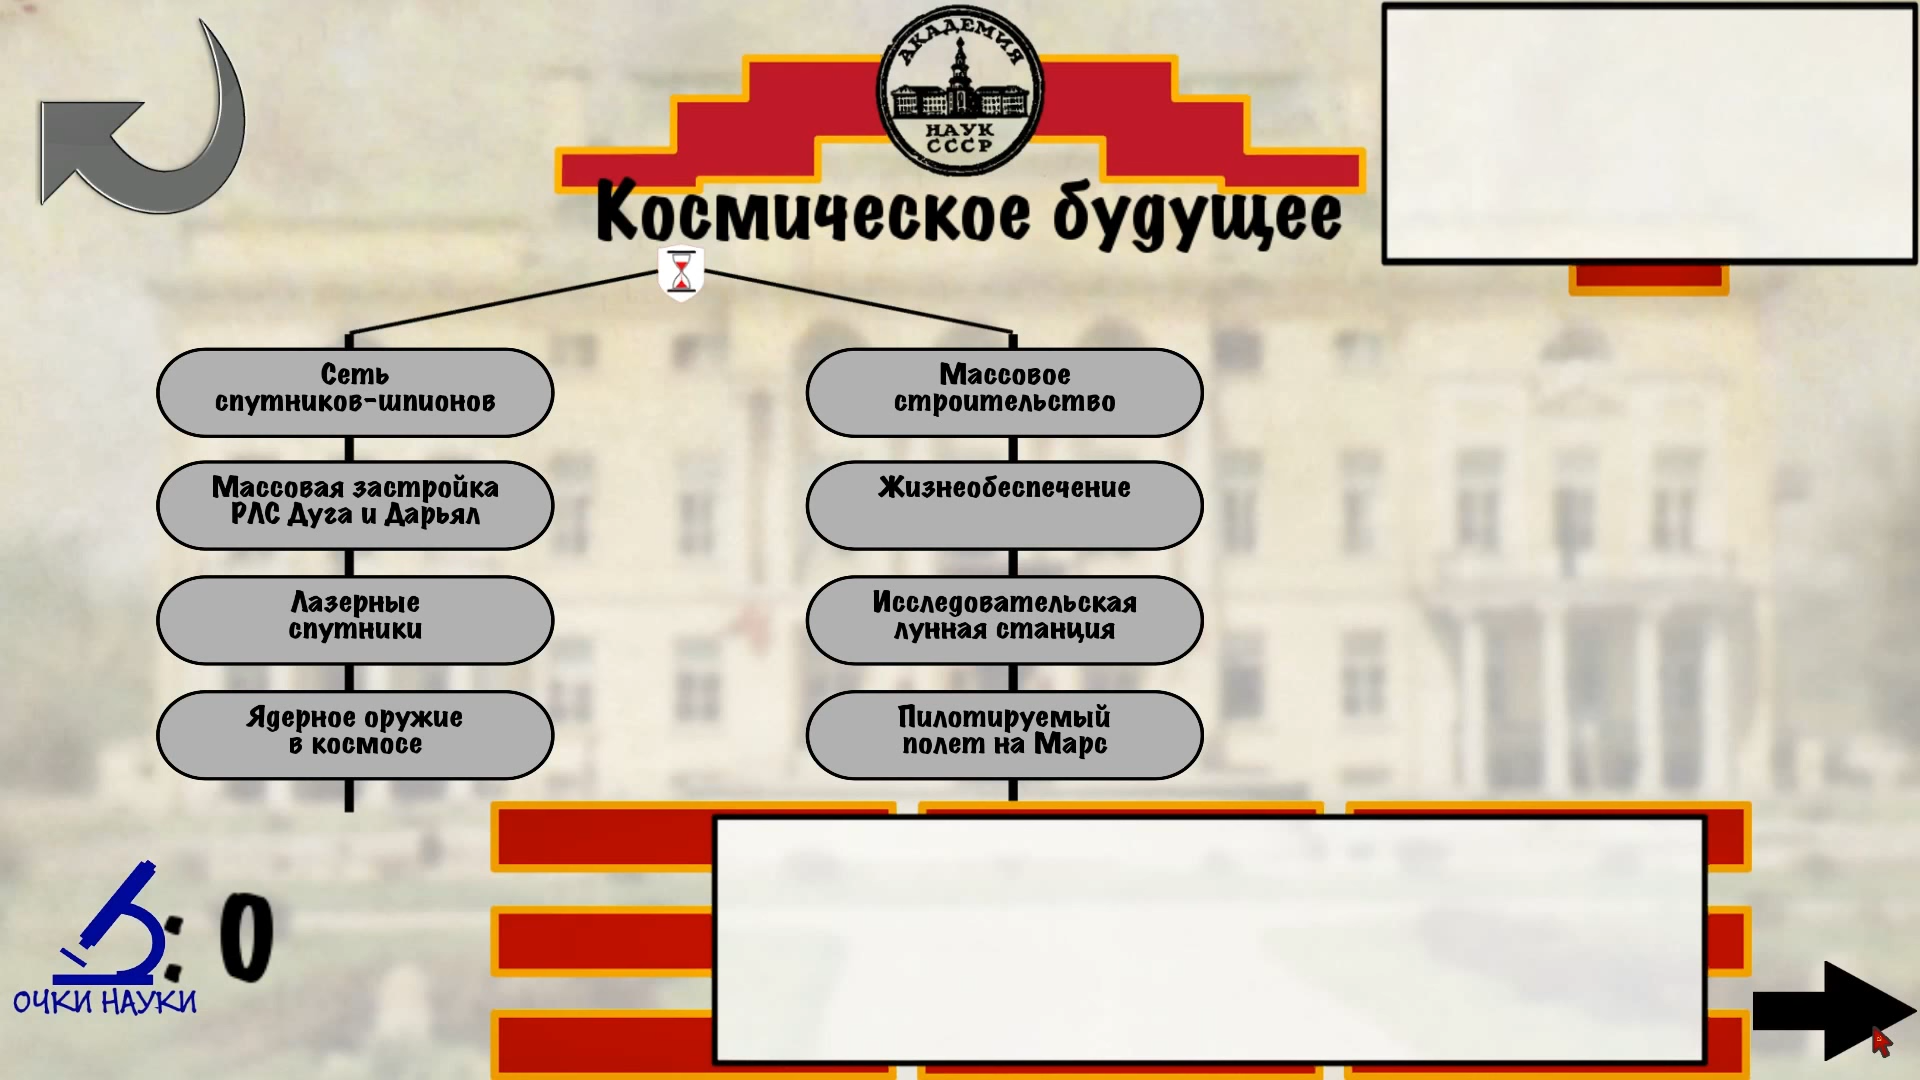 АКАДЕМИЯ
НАУК
СССР
Космическое будущее
Сеть
спутников-шпионов
Массовое
строительство
Массовая застройка
РЛС Дуга и Дарьял
Жизнеобеспечение
Лазерные
спутники
Исследовательская
лунная станция
Ядерное оружие
в космосе
Пилотируемый
полет на Марс
: 0
ОЧКИ НАУКИ